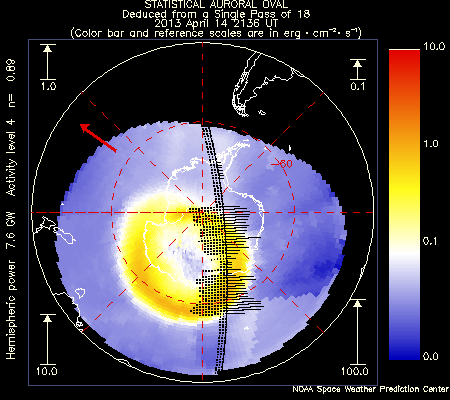 STATISTICAL AURORAL OVAL
Deduced from a Single Pass of 18
2013 April 14 2136 UT
(Color bar and reference scales are in erg · cm⁻² · s⁻¹)
Hemispheric power 7.6 GW Activity level 4 n= 0.89
1.0
0.1
10.0
100.0
-60
10.0
1.0
0.1
0.0
NOAA Space Weather Prediction Center